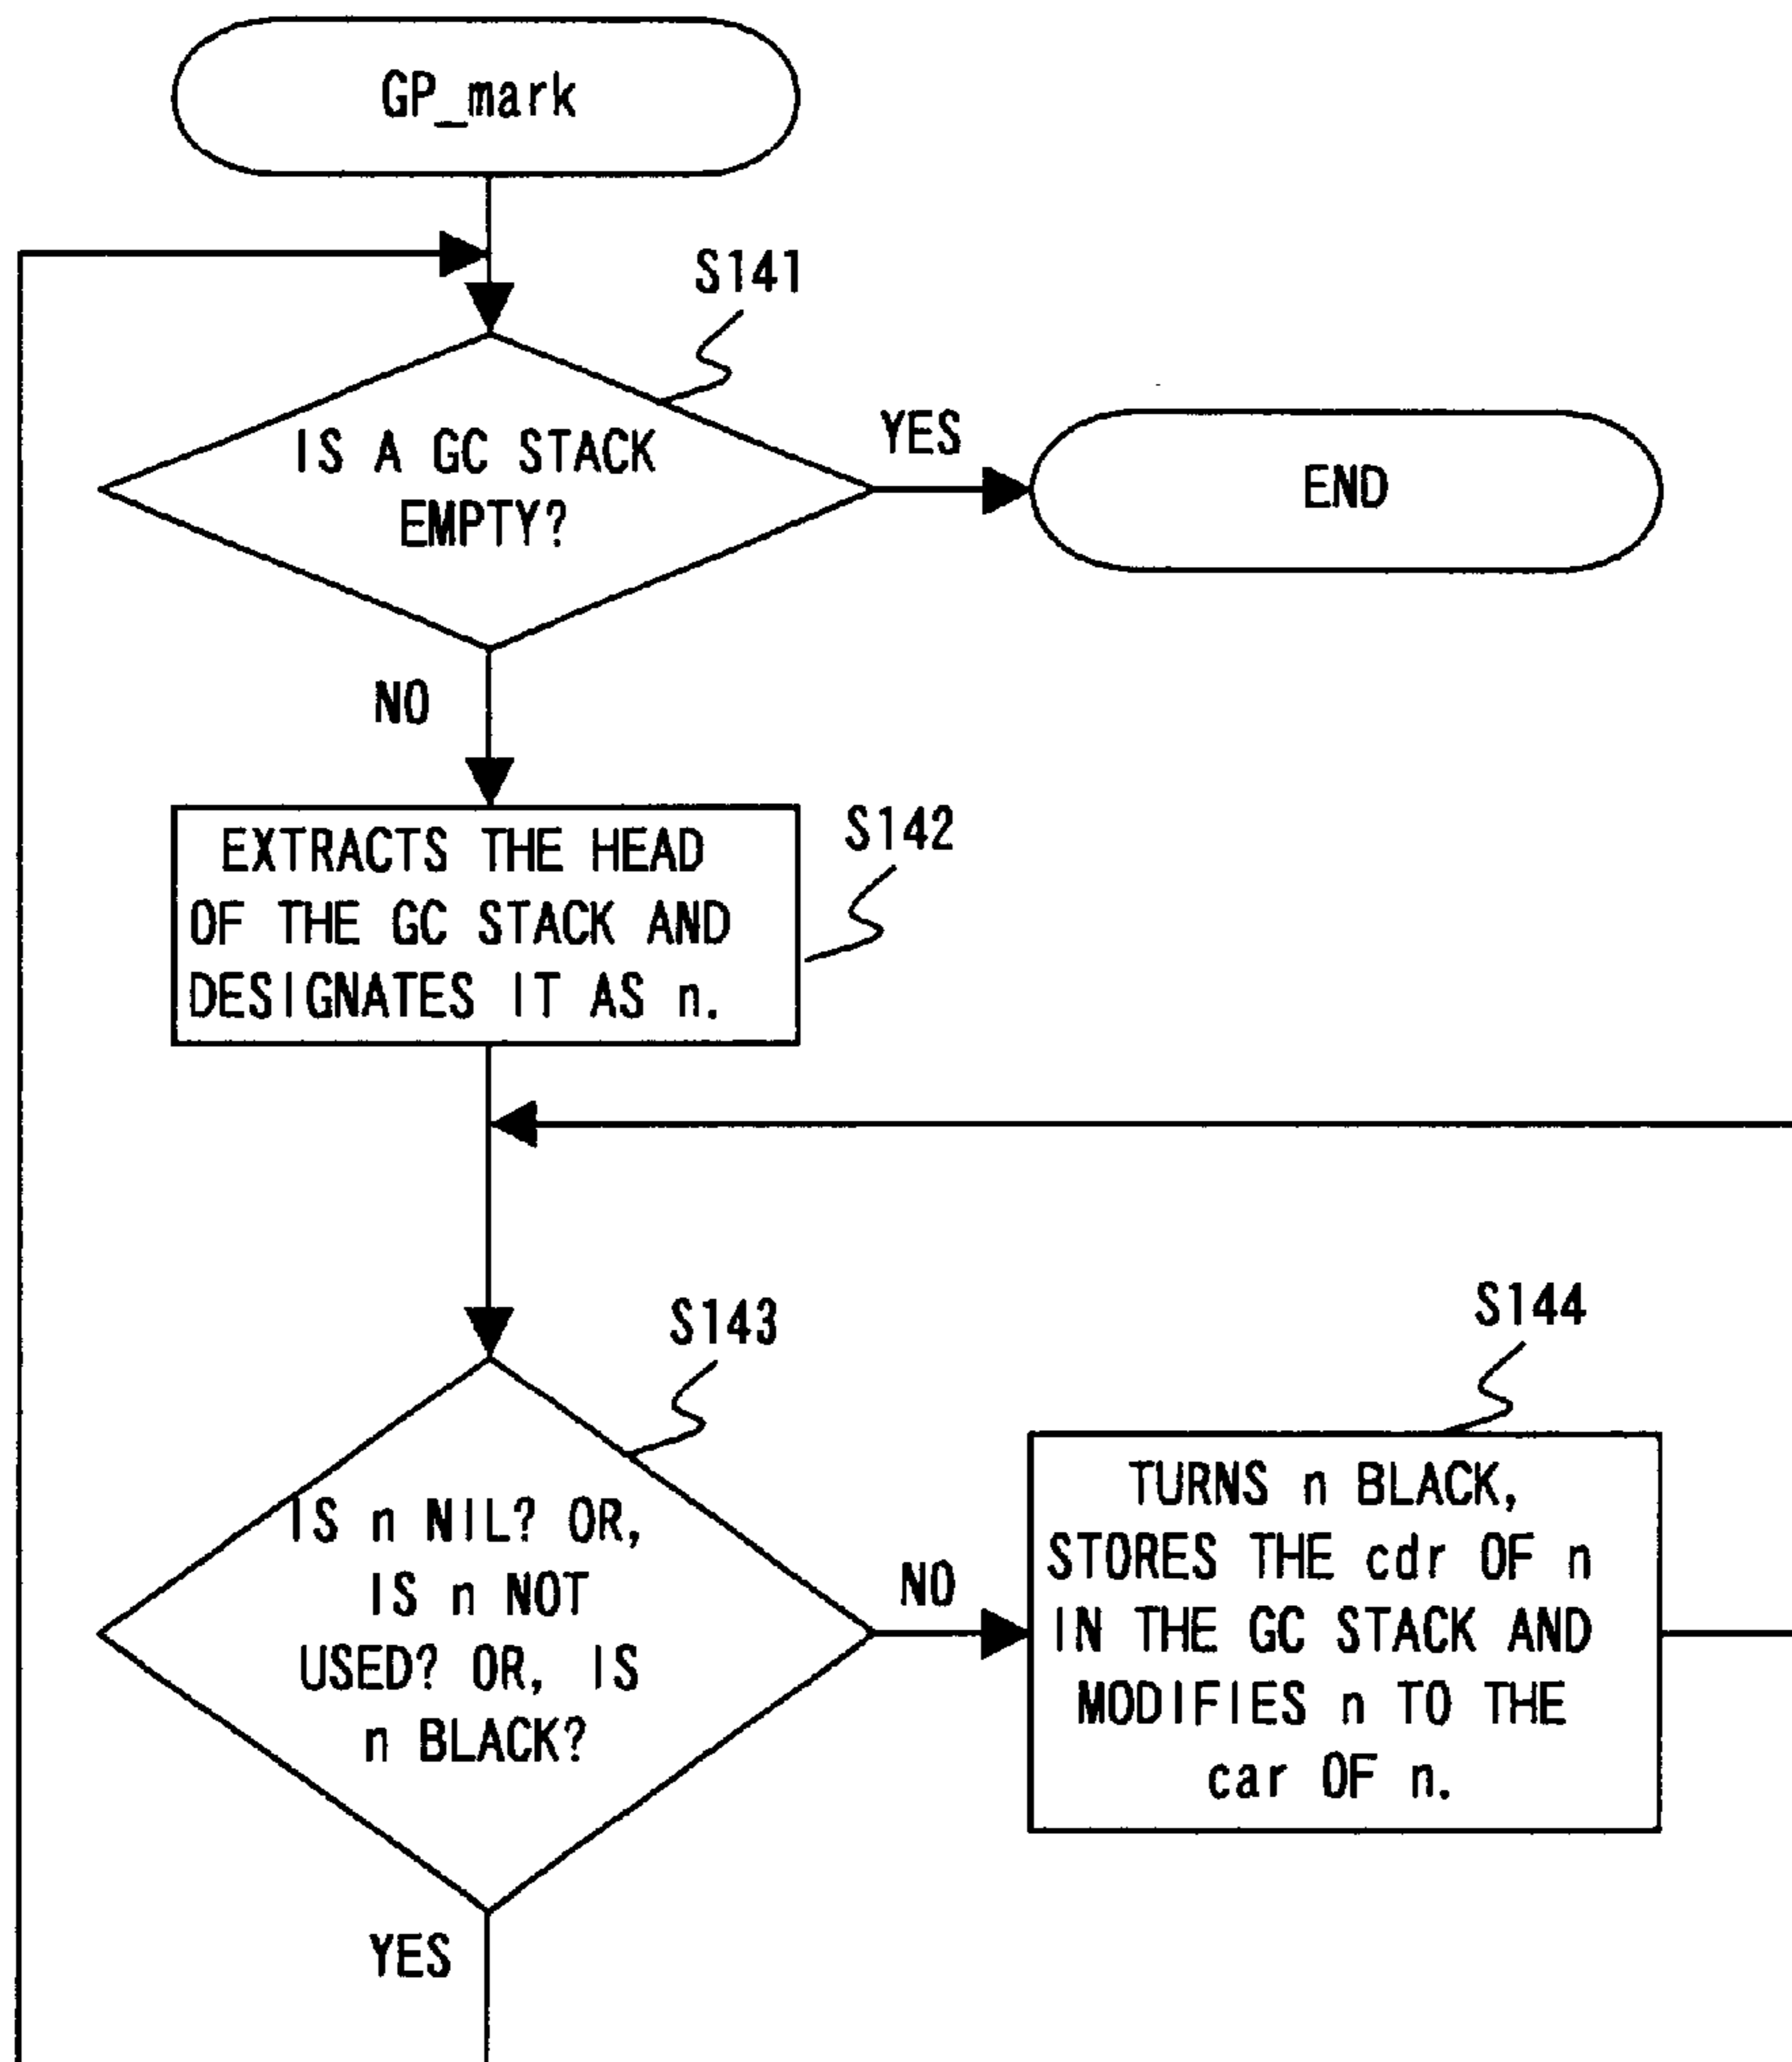 GP_mark
S141
IS A GC STACK
EMPTY?
YES
END
NO
EXTRACTS THE HEAD
OF THE GC STACK AND
DESIGNATES IT AS n.
S142
S143
IS n NIL? OR,
IS n NOT
USED? OR, IS
n BLACK?
NO
S144
TURNS n BLACK,
STORES THE cdr OF n
IN THE GC STACK AND
MODIFIES n TO THE
car OF n.
YES